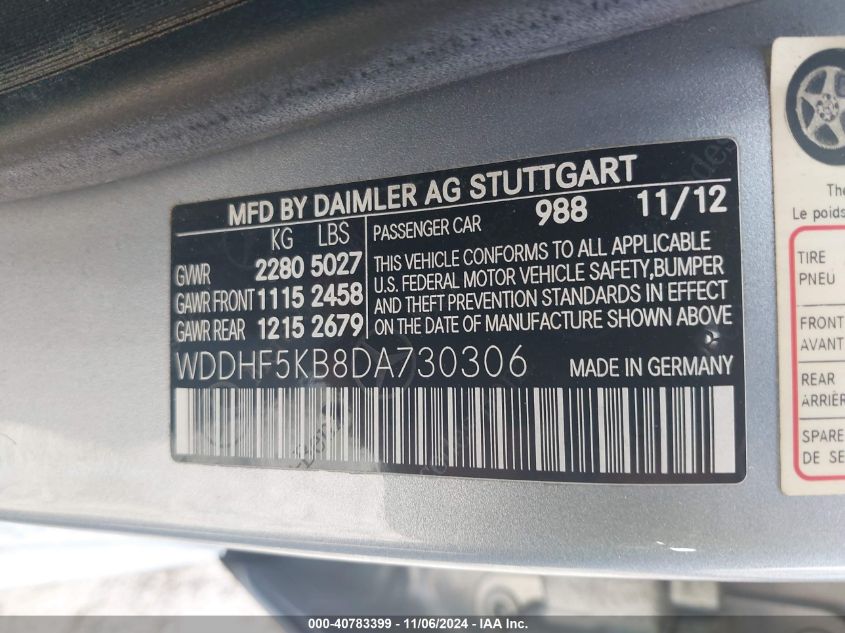 MFD BY DAIMLER AG STUTTGART
KG LBS
GVWR 2280 5027
GAWR FRONT 1115 2458
GAWR REAR 1215 2679
PASSENGER CAR 988 11/12
THIS VEHICLE CONFORMS TO ALL APPLICABLE
U.S. FEDERAL MOTOR VEHICLE SAFETY,BUMPER
AND THEFT PREVENTION STANDARDS IN EFFECT
ON THE DATE OF MANUFACTURE SHOWN ABOVE
WDDHF5KB8DA730306 MADE IN GERMANY
The
Le poids
TIRE
PNEU
FRONT
AVANT
REAR
ARRIÈR
SPARE
DE SE
000-40783399 - 11/06/2024 - IAA Inc.